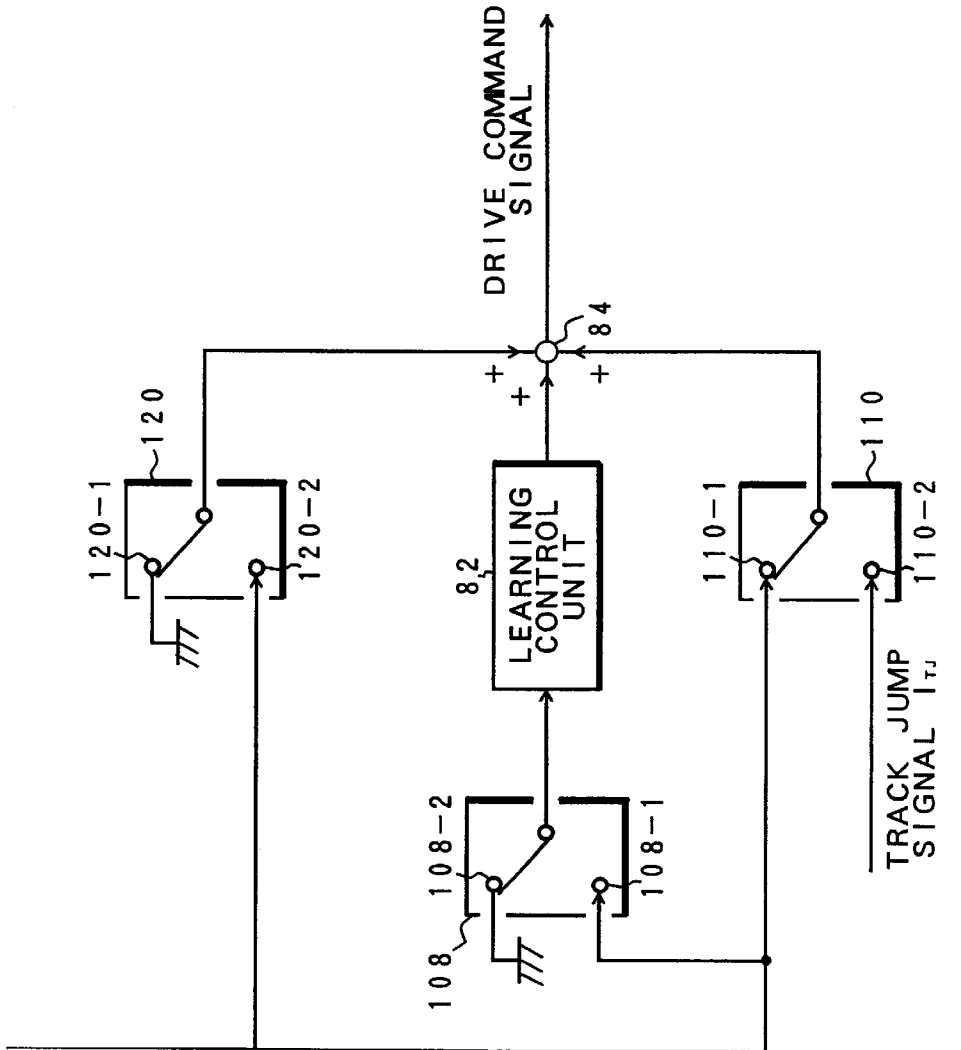 DRIVE COMMAND
SIGNAL
120-1
120
120-2
+
+
+
84
82
LEARNING
CONTROL
UNIT
110-1
110
110-2
108
108-2
108-1
TRACK JUMP
SIGNAL ITJ